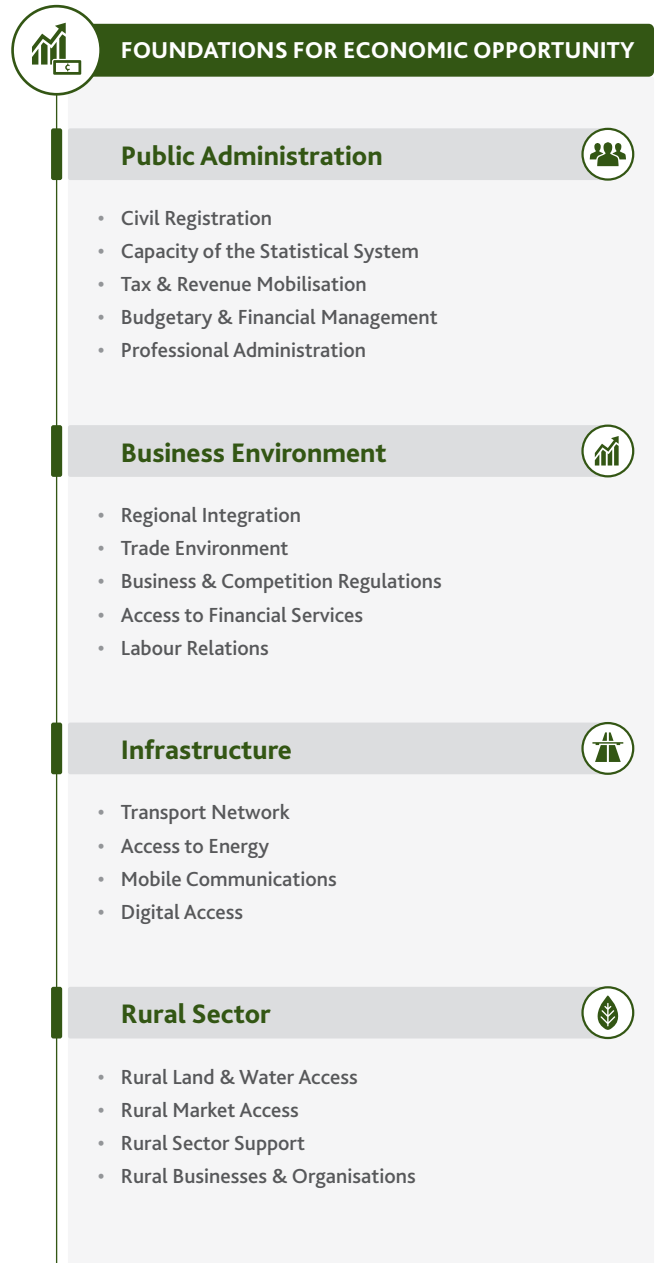 FOUNDATIONS FOR ECONOMIC OPPORTUNITY
Public Administration
• Civil Registration
• Capacity of the Statistical System
• Tax & Revenue Mobilisation
• Budgetary & Financial Management
• Professional Administration
Business Environment
• Regional Integration
• Trade Environment
• Business & Competition Regulations
• Access to Financial Services
• Labour Relations
Infrastructure
• Transport Network
• Access to Energy
• Mobile Communications
• Digital Access
Rural Sector
• Rural Land & Water Access
• Rural Market Access
• Rural Sector Support
• Rural Businesses & Organisations